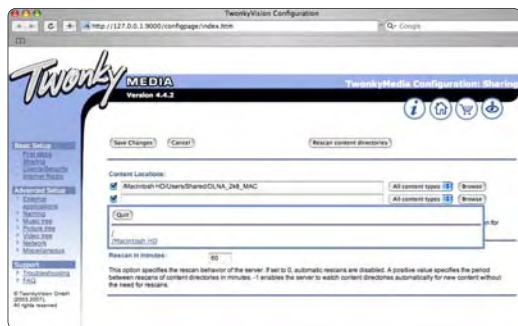 TwonkyVision Configuration
http://127.0.0.1:9000/configpage/index.htm
Google
Twonky
MEDIA
Version 4.4.2
TwonkyMedia Configuration: Sharing
Save Changes
Cancel
Rescan content directories
Basic Setup
First steps
Sharing
Clients/Security
Internet Radio
Advanced Setup
External applications
Naming
Music tree
Picture tree
Video tree
Network
Miscellaneous
Support
Troubleshooting
FAQ
© TwonkyVision GmbH
(2003-2007),
All rights reserved
Content Locations:
/Macintosh HD/Users/Shared/DLNA_2k8_MAC
All content types
Browse
All content types
Browse
Quit
/
/Macintosh HD
n for
Rescan in minutes:
60
This option specifies the rescan behavior of the server. If set to 0, automatic rescans are disabled. A positive value specifies the period
between rescans of content directories in minutes. -1 enables the server to watch content directories automatically for new content without
the need for rescans.